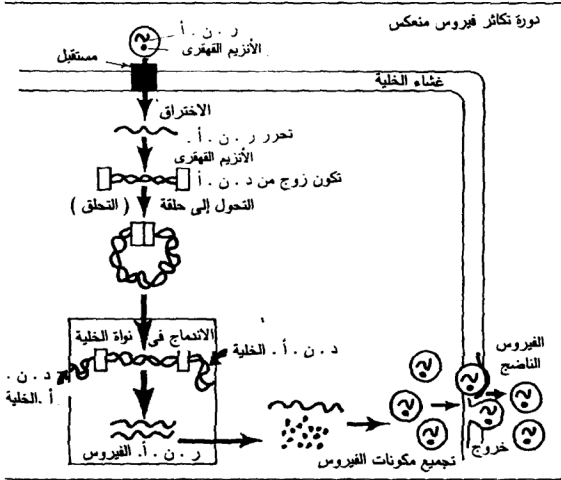 دورة تكاثر فيروس منعكس
ر . ن . أ
الأنزيم القهقرى
مستقبل
غشاء الخلية
الاختراق
تحرر ر . ن . أ .
الأنزيم القهقرى
تكون زوج من د . ن . أ
التحول إلى حلقة ( التحلق )
الاندماج فى نواة الخلية
د . ن . أ . الخلية
د . ن .
أ . الخلية
ر . ن . أ . الفيروس
تجميع مكونات الفيروس
خروج
الفيروس
الناضج